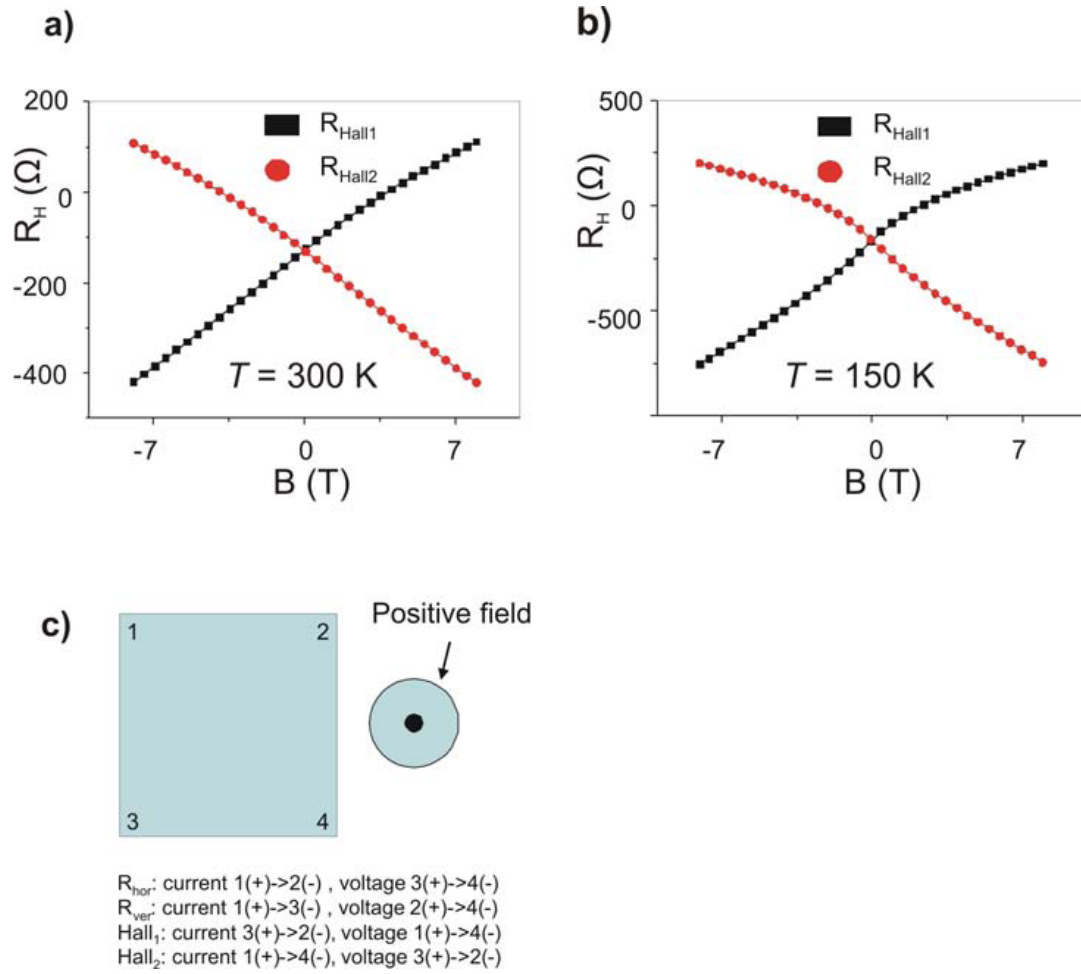 a)
200
0
-200
-400
R_H (Ω)
R_Hall1
R_Hall2
T = 300 K
-7 0 7
B (T)
b)
500
0
-500
R_H (Ω)
R_Hall1
R_Hall2
T = 150 K
-7 0 7
B (T)
c)
1 2
3 4
Positive field
R_hor: current 1(+)->2(-) , voltage 3(+)->4(-)
R_ver: current 1(+)->3(-) , voltage 2(+)->4(-)
Hall_1: current 3(+)->2(-), voltage 1(+)->4(-)
Hall_2: current 1(+)->4(-), voltage 3(+)->2(-)